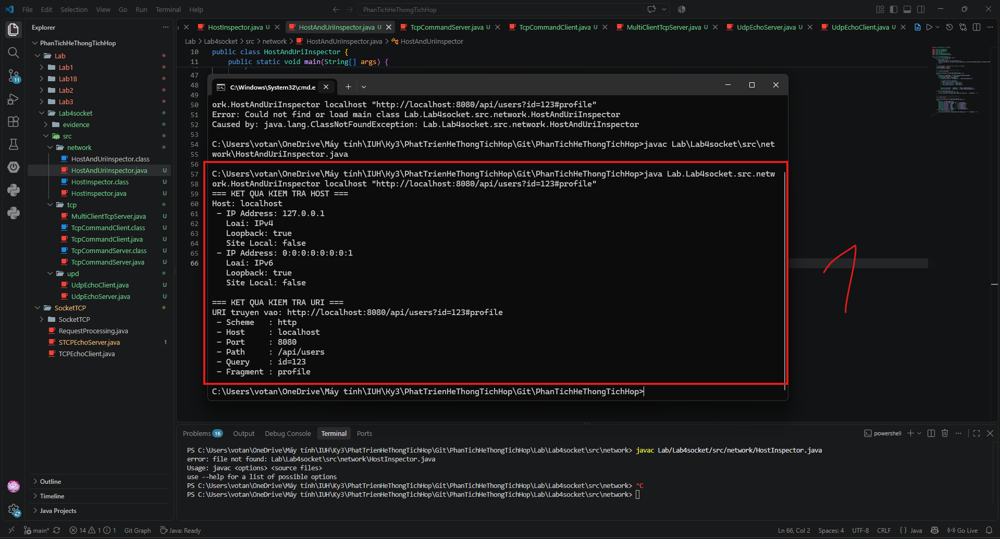 File Edit Selection View Go Run Terminal Help
PhanTichHeThongTichHop
Explorer
HostInspector.java U
HostAndUriInspector.java U
TcpCommandServer.java U
TcpCommandClient.java U
MultiClientTcpServer.java U
UdpEchoServer.java U
UdpEchoClient.java U
Lab > Lab4socket > src > network > HostAndUriInspector.java > HostAndUriInspector
PhanTichHeThongTichHop
Lab
Lab1
Lab1B
Lab2
Lab3
Lab4socket
evidence
src
network
HostAndUriInspector.class
HostAndUriInspector.java U
HostInspector.class U
HostInspector.java U
tcp
MultiClientTcpServer.java U
TcpCommandClient.class U
TcpCommandClient.java U
TcpCommandServer.class U
TcpCommandServer.java U
upd
UdpEchoClient.java U
UdpEchoServer.java U
SocketTCP
SocketTCP
RequestProcessing.java
STCPEchoServer.java 1
TCPEchoClient.java
Outline
Timeline
Java Projects
11
10 public class HostAndUriInspector {
11 public static void main(String[] args) {
47
48
49
50
51
52
53
54
55
56
57
58
59
60
61
62
63
64
65
66
C:\Windows\System32\cmd.e
ork.HostAndUriInspector localhost "http://localhost:8080/api/users?id=123#profile"
Error: Could not find or load main class Lab.Lab4socket.src.network.HostAndUriInspector
Caused by: java.lang.ClassNotFoundException: Lab.Lab4socket.src.network.HostAndUriInspector
C:\Users\votan\OneDrive\Máy tính\IUH\Ky3\PhatTrienHeThongTichHop\Git\PhanTichHeThongTichHop>javac Lab\Lab4socket\src\net
work\HostAndUriInspector.java
C:\Users\votan\OneDrive\Máy tính\IUH\Ky3\PhatTrienHeThongTichHop\Git\PhanTichHeThongTichHop>java Lab.Lab4socket.src.netw
ork.HostAndUriInspector localhost "http://localhost:8080/api/users?id=123#profile"
=== KET QUA KIEM TRA HOST ===
Host: localhost
- IP Address: 127.0.0.1
Loai: IPv4
Loopback: true
Site Local: false
- IP Address: 0:0:0:0:0:0:0:1
Loai: IPv6
Loopback: true
Site Local: false
=== KET QUA KIEM TRA URI ===
URI truyen vao: http://localhost:8080/api/users?id=123#profile
- Scheme : http
- Host : localhost
- Port : 8080
- Path : /api/users
- Query : id=123
- Fragment : profile
C:\Users\votan\OneDrive\Máy tính\IUH\Ky3\PhatTrienHeThongTichHop\Git\PhanTichHeThongTichHop>
1
Problems 16 Output Debug Console Terminal Ports
powershell
PS C:\Users\votan\OneDrive\Máy tính\IUH\Ky3\PhatTrienHeThongTichHop\Git\PhanTichHeThongTichHop\Lab\Lab4socket\src\network> javac Lab/Lab4socket/src/network/HostInspector.java
error: file not found: Lab\Lab4socket\src\network\HostInspector.java
Usage: javac <options> <source files>
use --help for a list of possible options
PS C:\Users\votan\OneDrive\Máy tính\IUH\Ky3\PhatTrienHeThongTichHop\Git\PhanTichHeThongTichHop\Lab\Lab4socket\src\network> ^C
PS C:\Users\votan\OneDrive\Máy tính\IUH\Ky3\PhatTrienHeThongTichHop\Git\PhanTichHeThongTichHop\Lab\Lab4socket\src\network>
main* 14 1 1 Git Graph Java: Ready
Ln 66, Col 2 Spaces: 4 UTF-8 CRLF { } Java Go Live